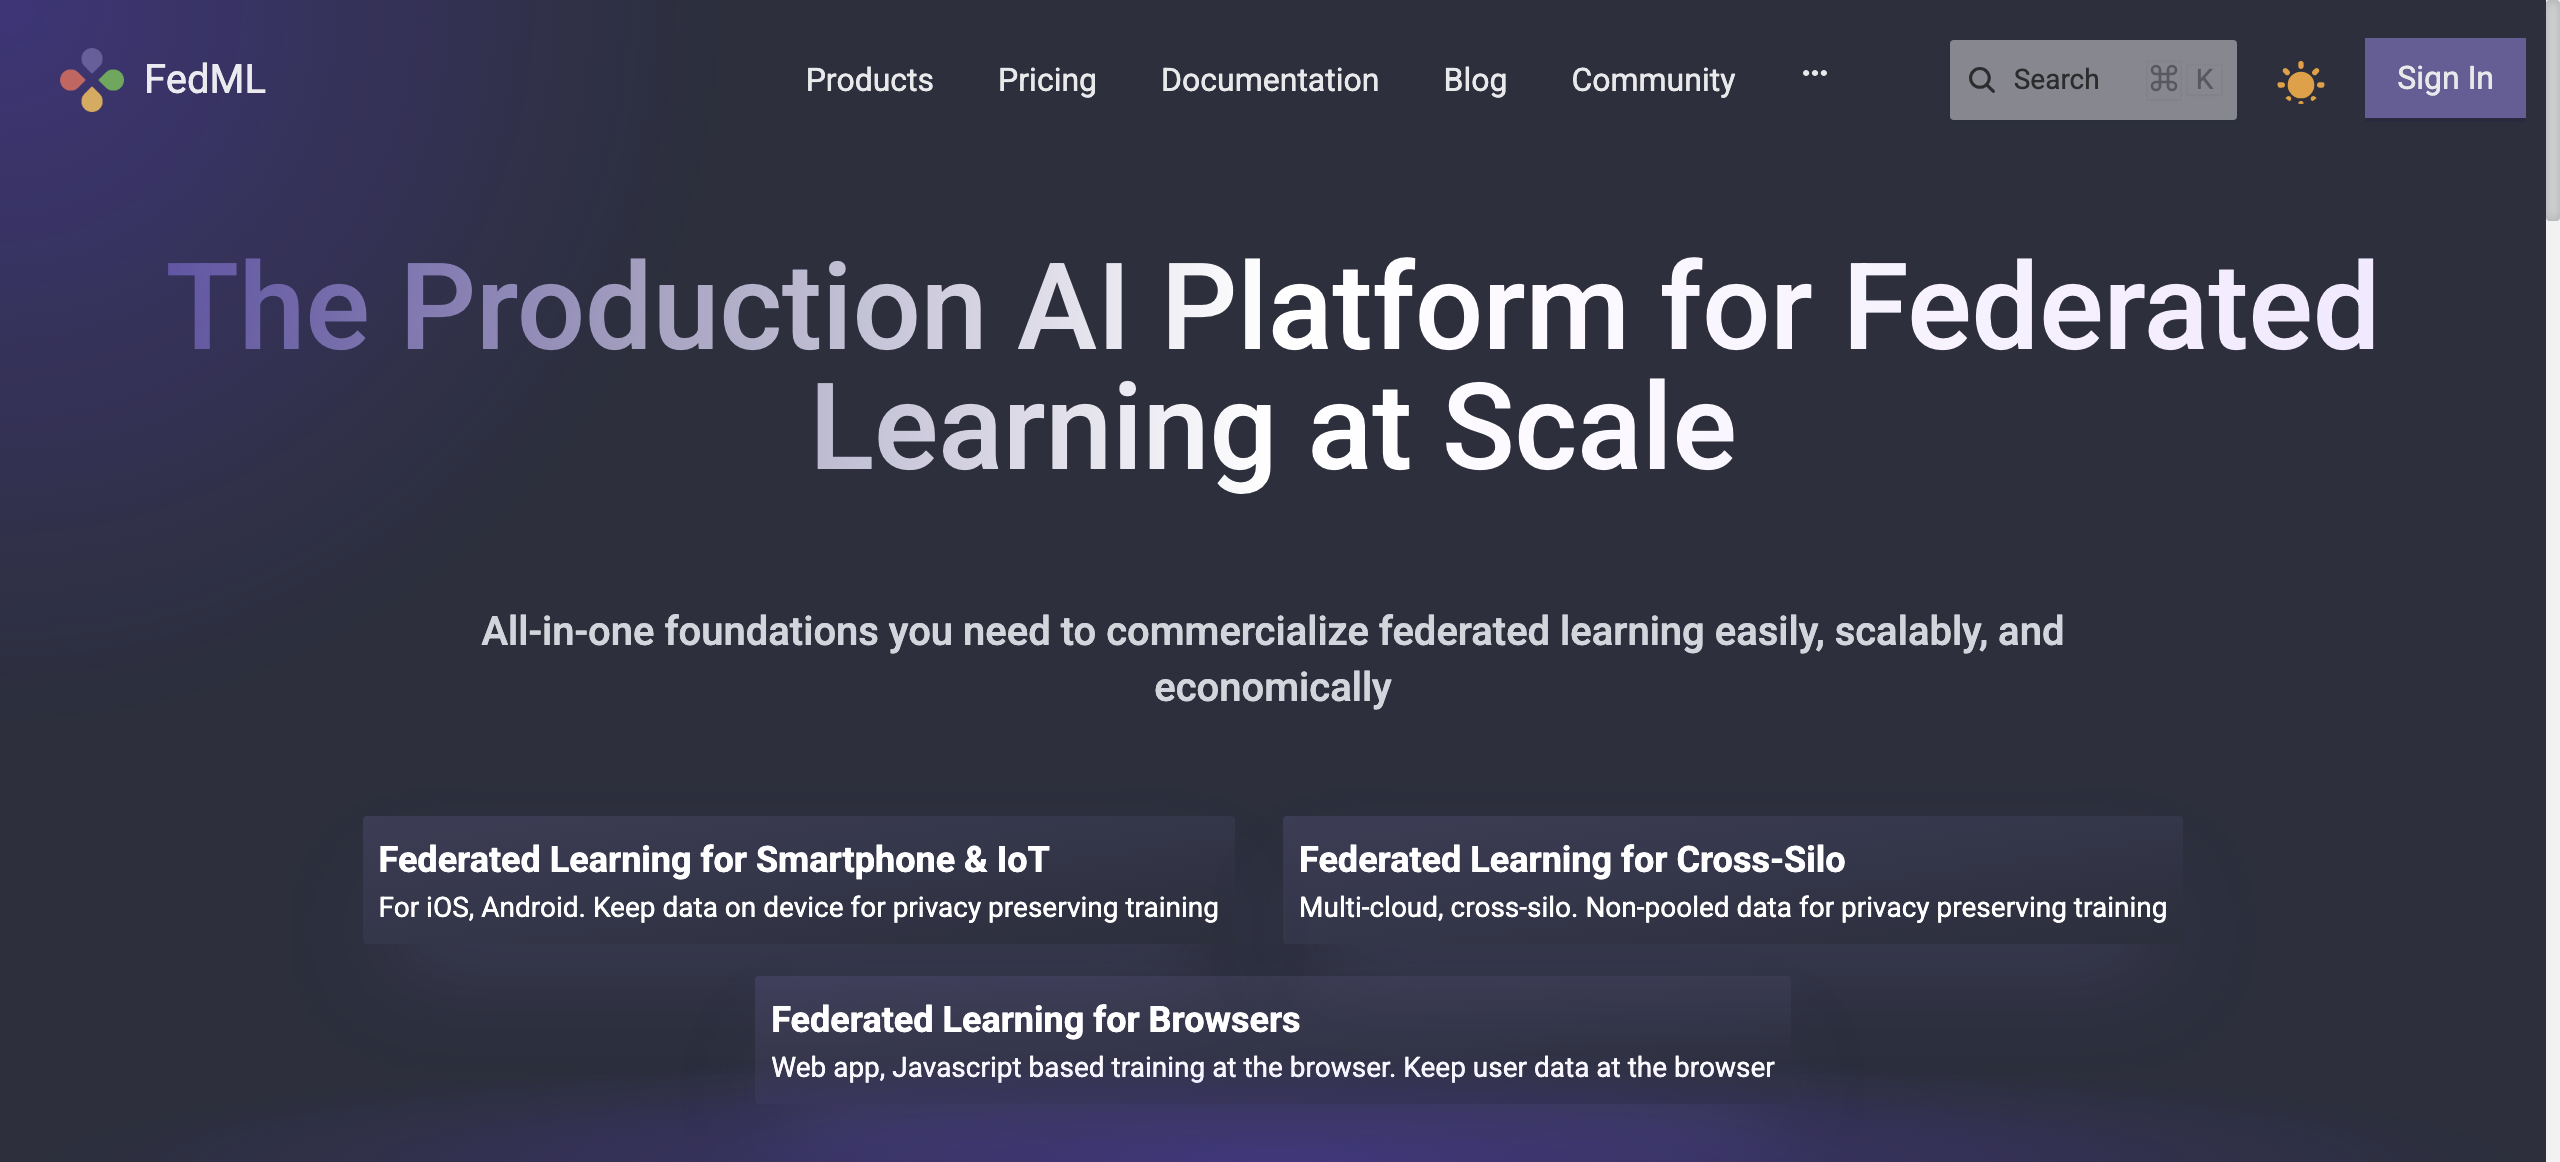 FedML
Products
Pricing
Documentation
Blog
Community
•••
Search ⌘ K
Sign In
The Production AI Platform for Federated
Learning at Scale
All-in-one foundations you need to commercialize federated learning easily, scalably, and
economically
Federated Learning for Smartphone & IoT
For iOS, Android. Keep data on device for privacy preserving training
Federated Learning for Cross-Silo
Multi-cloud, cross-silo. Non-pooled data for privacy preserving training
Federated Learning for Browsers
Web app, Javascript based training at the browser. Keep user data at the browser